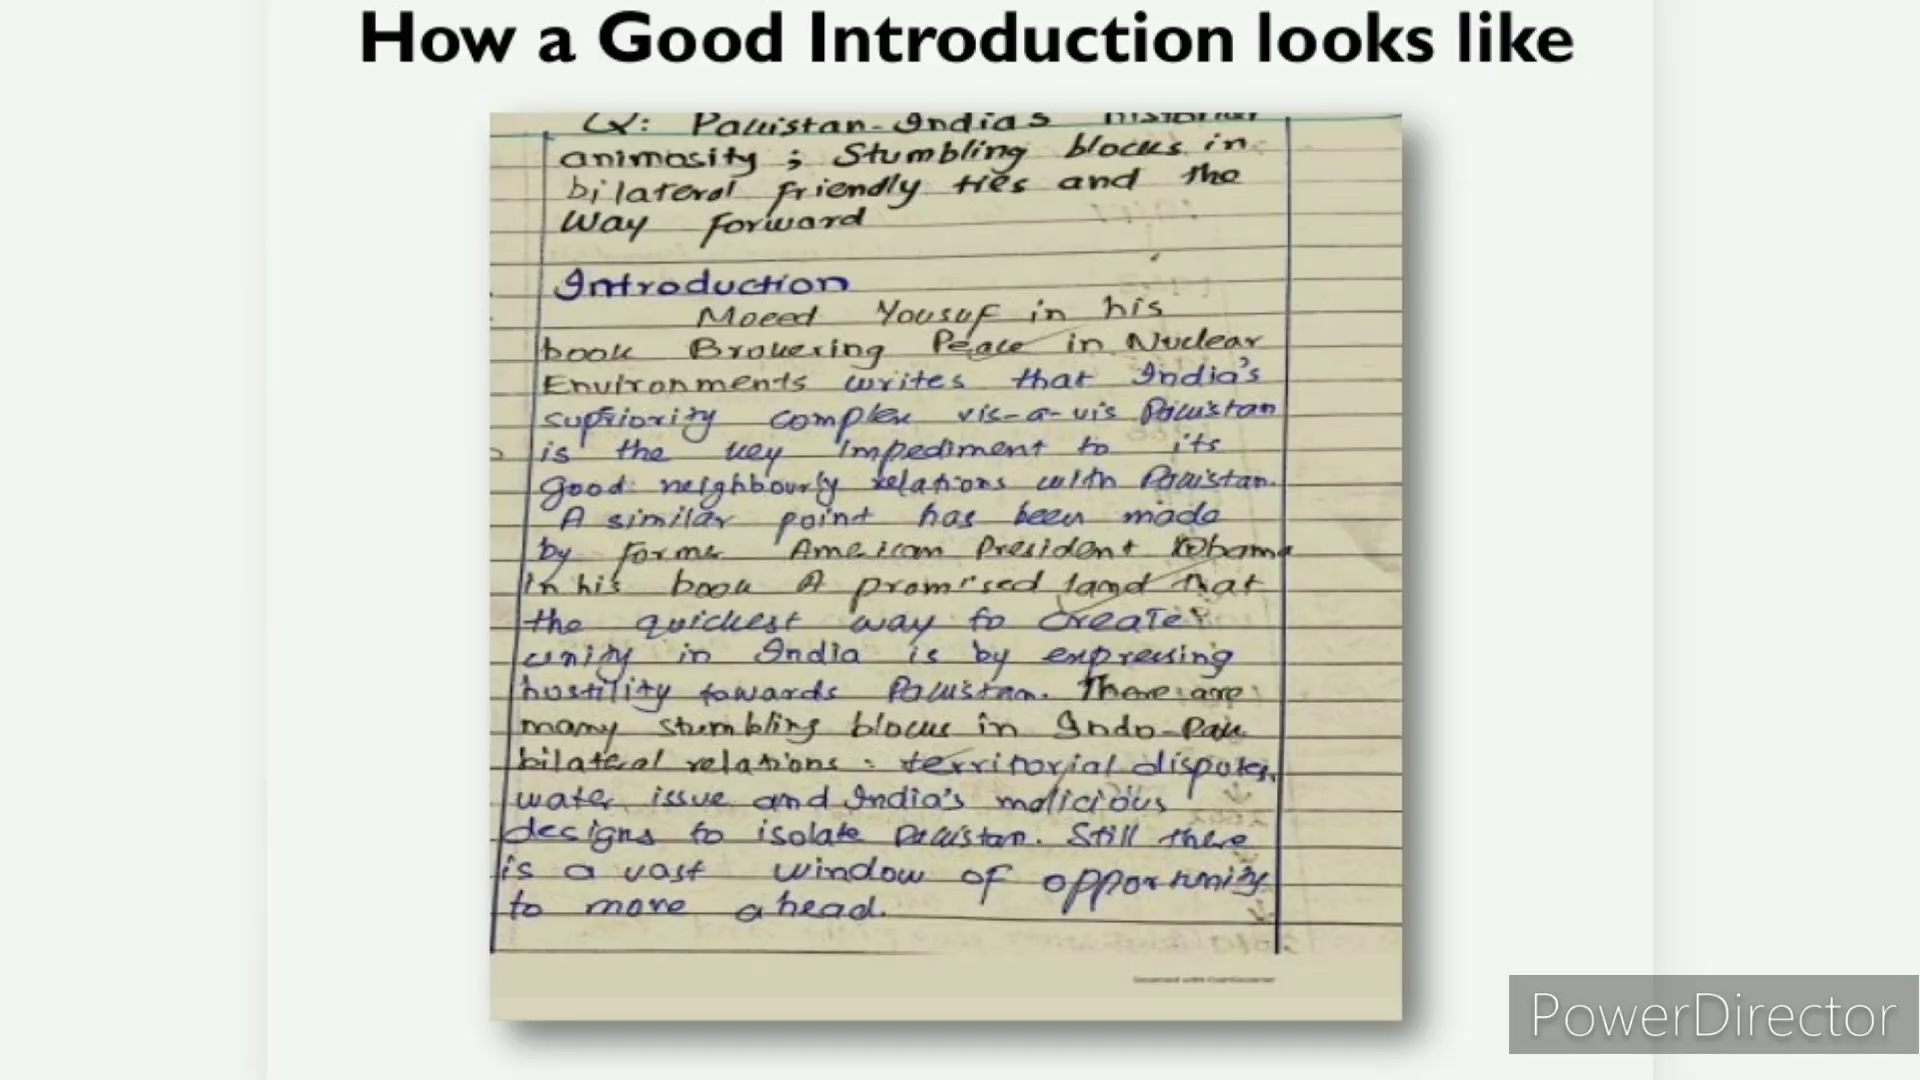 How a Good Introduction looks like
Q: Pakistan-India's historical
animosity ; Stumbling blocks in
bilateral friendly ties and the
way forward
Introduction
Moeed Yousuf in his
book Brokering Peace in Nuclear
Environments writes that India's
supriority complex vis-a-vis Pakistan
is the key impediment to its
good neighbourly relations with Pakistan.
A similar point has been made
by former American President Obama
in his book A promised land that
the quickest way to create
unity in India is by expressing
hostility towards Pakistan. There are
many stumbling blocks in Indo-Pak
bilateral relations : territorial disputes,
water issue and India's malicious
designs to isolate Pakistan. Still there
is a vast window of opportunity
to move ahead.
Scanned with CamScanner
PowerDirector